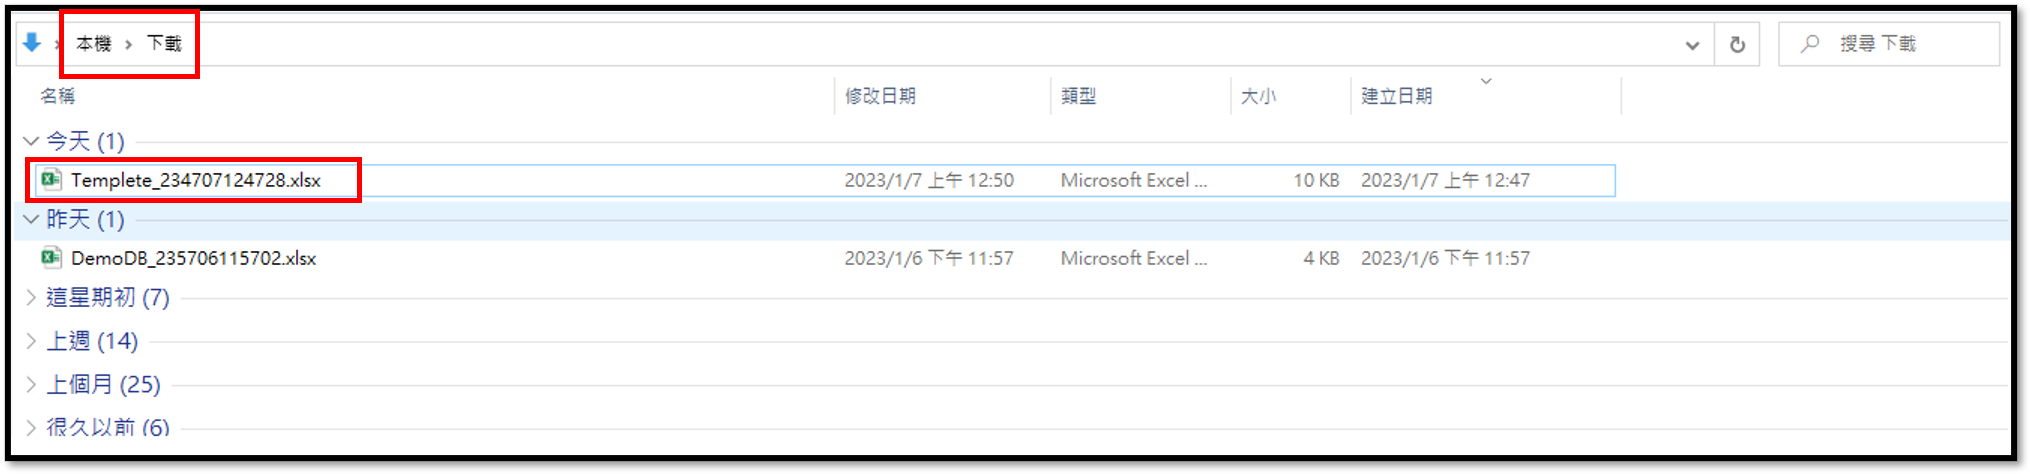 本機 › 下載 搜尋 下載
名稱 修改日期 類型 大小 建立日期
今天 (1)
Templete_234707124728.xlsx 2023/1/7 上午 12:50 Microsoft Excel ... 10 KB 2023/1/7 上午 12:47
昨天 (1)
DemoDB_235706115702.xlsx 2023/1/6 下午 11:57 Microsoft Excel ... 4 KB 2023/1/6 下午 11:57
這星期初 (7)
上週 (14)
上個月 (25)
很久以前 (6)